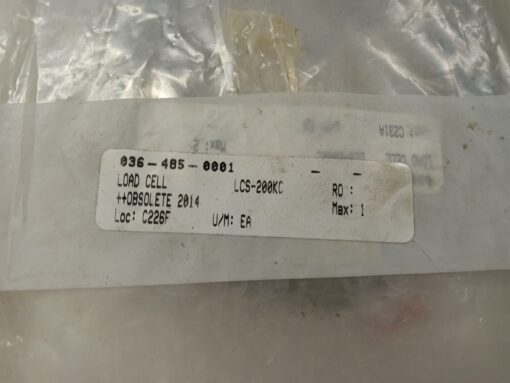 036-485-0001 - -
LOAD CELL LCS-200KC RO :
++OBSOLETE 2014 Max: 1
Loc: C226F U/M: EA